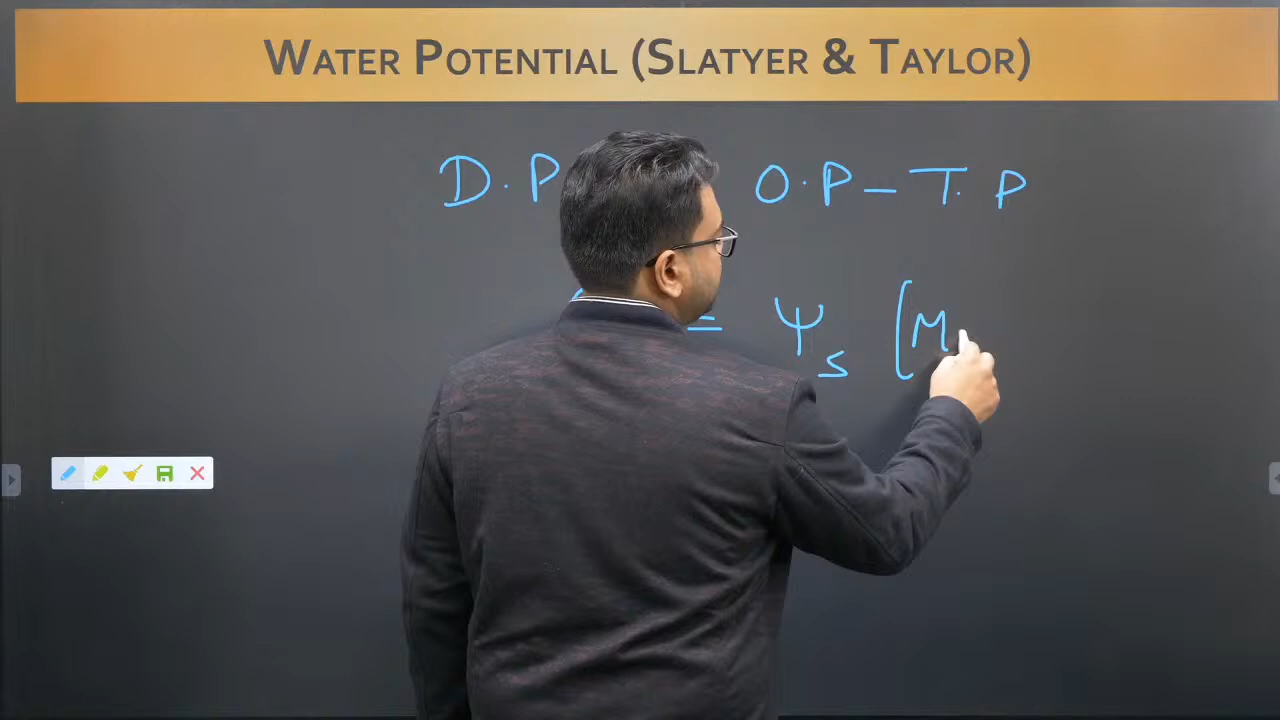 WATER POTENTIAL (SLATYER & TAYLOR)
D.P O.P – T.P
= Ψs [M